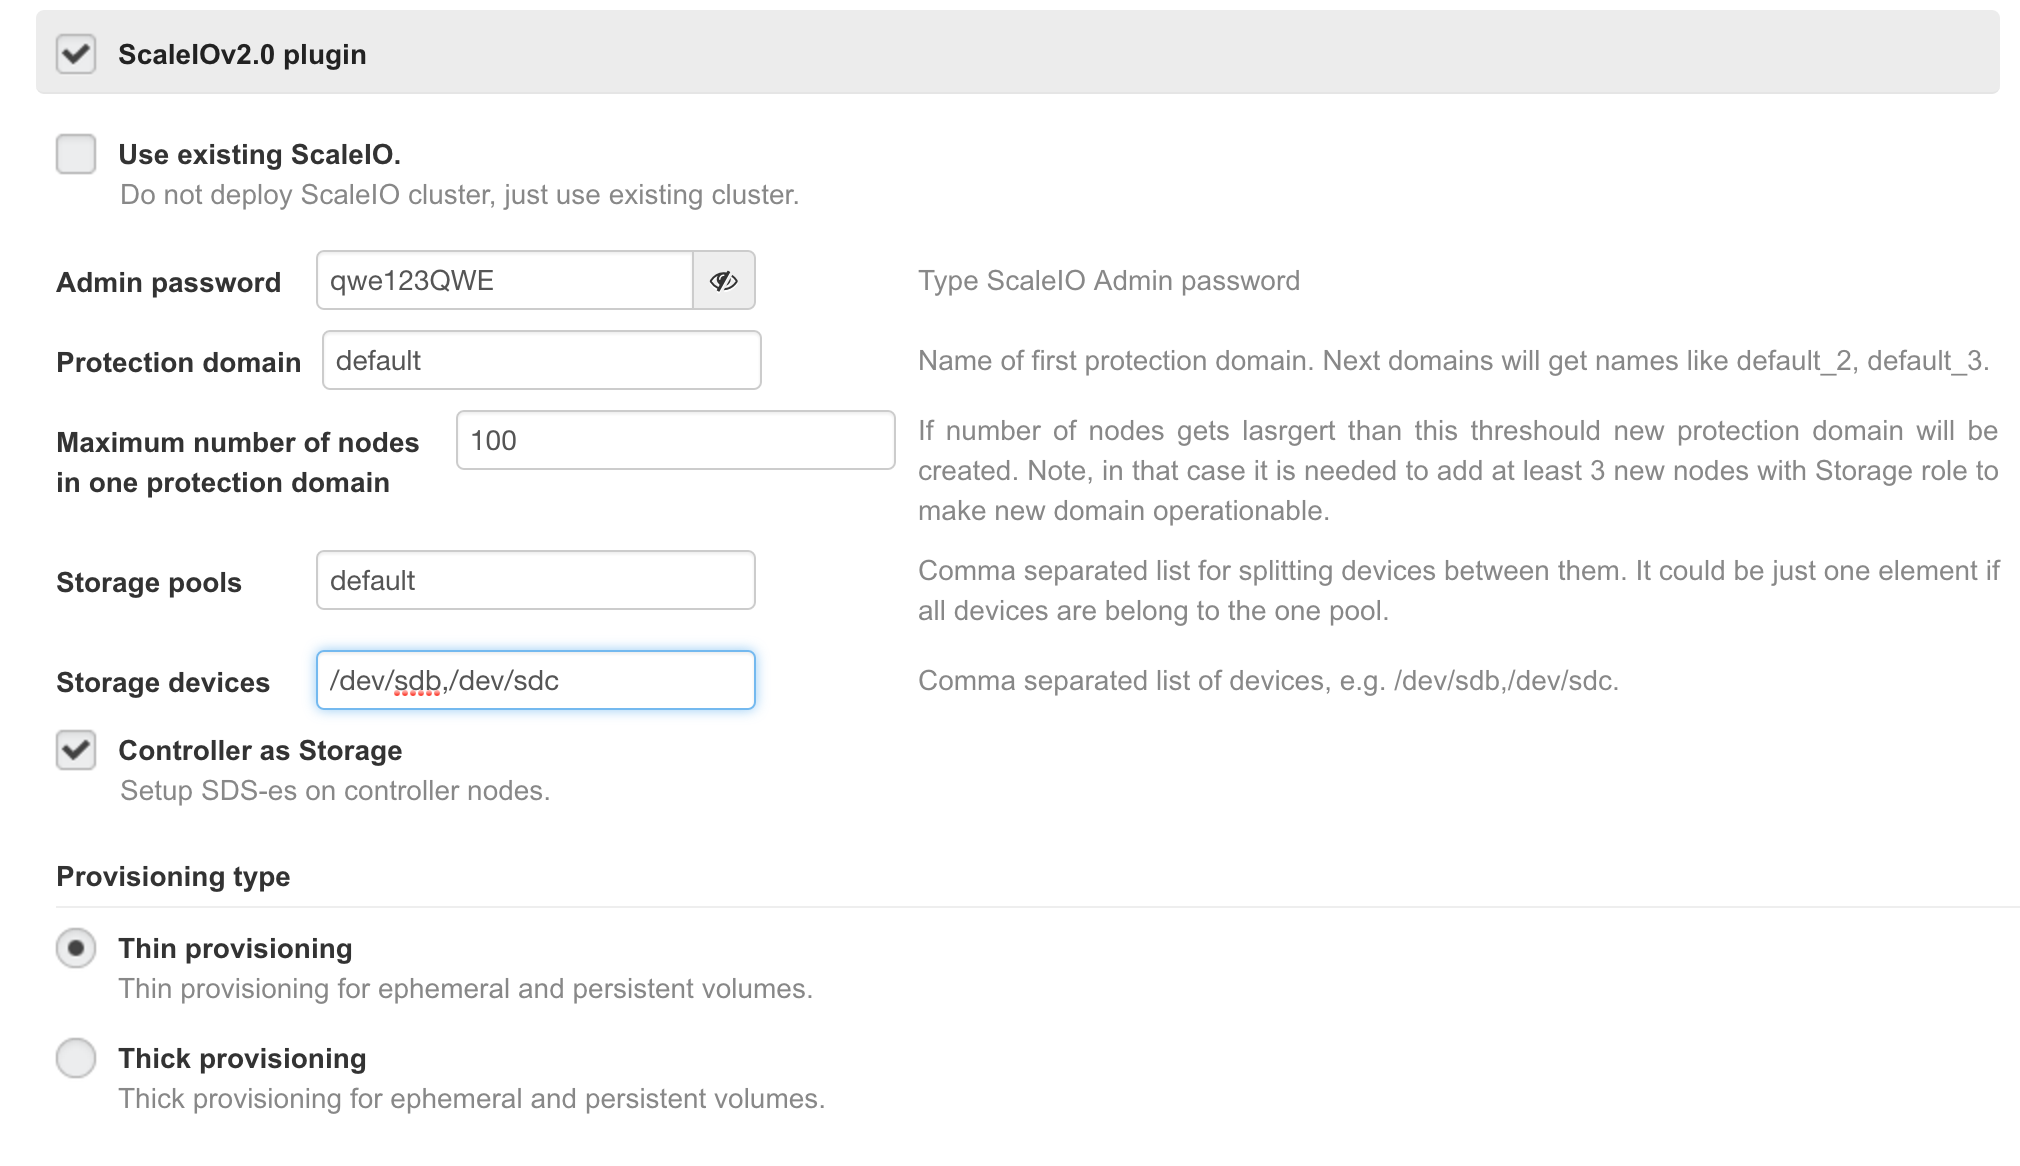 ScaleIOv2.0 plugin
Use existing ScaleIO.
Do not deploy ScaleIO cluster, just use existing cluster.
Admin password qwe123QWE Type ScaleIO Admin password
Protection domain default Name of first protection domain. Next domains will get names like default_2, default_3.
Maximum number of nodes
in one protection domain
100
If number of nodes gets lasrgert than this threshould new protection domain will be
created. Note, in that case it is needed to add at least 3 new nodes with Storage role to
make new domain operationable.
Storage pools default
Comma separated list for splitting devices between them. It could be just one element if
all devices are belong to the one pool.
Storage devices /dev/sdb,/dev/sdc Comma separated list of devices, e.g. /dev/sdb,/dev/sdc.
Controller as Storage
Setup SDS-es on controller nodes.
Provisioning type
Thin provisioning
Thin provisioning for ephemeral and persistent volumes.
Thick provisioning
Thick provisioning for ephemeral and persistent volumes.